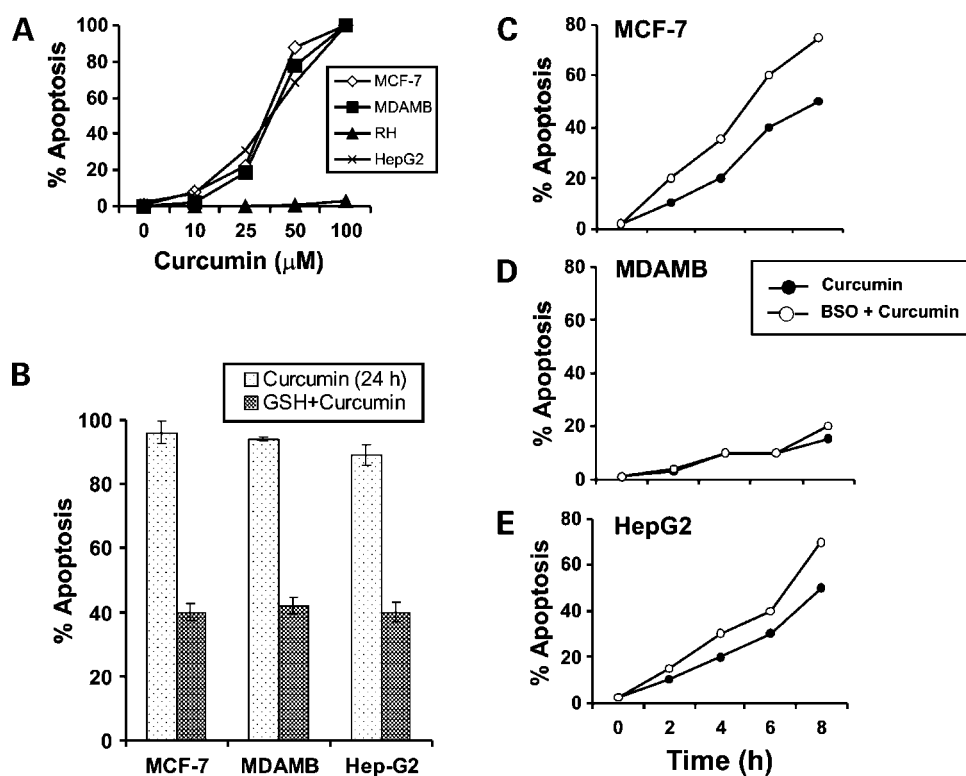 A
% Apoptosis
100
80
60
40
20
0
MCF-7
MDAMB
RH
HepG2
0 10 25 50 100
Curcumin (μM)
B
Curcumin (24 h)
GSH+Curcumin
% Apoptosis
100
80
60
40
20
0
MCF-7 MDAMB Hep-G2
C MCF-7
% Apoptosis
80
60
40
20
0
D MDAMB
% Apoptosis
80
60
40
20
0
Curcumin
BSO + Curcumin
E HepG2
% Apoptosis
80
60
40
20
0
0 2 4 6 8
Time (h)